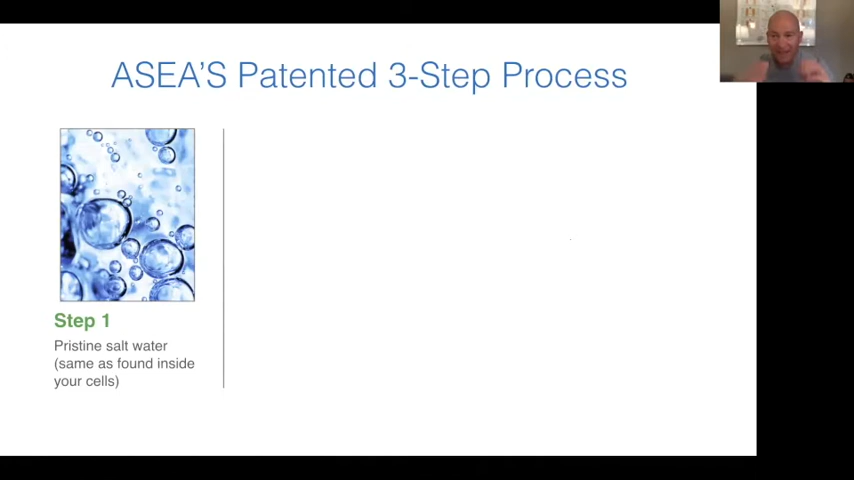 ASEA'S Patented 3-Step Process
Step 1
Pristine salt water
(same as found inside
your cells)